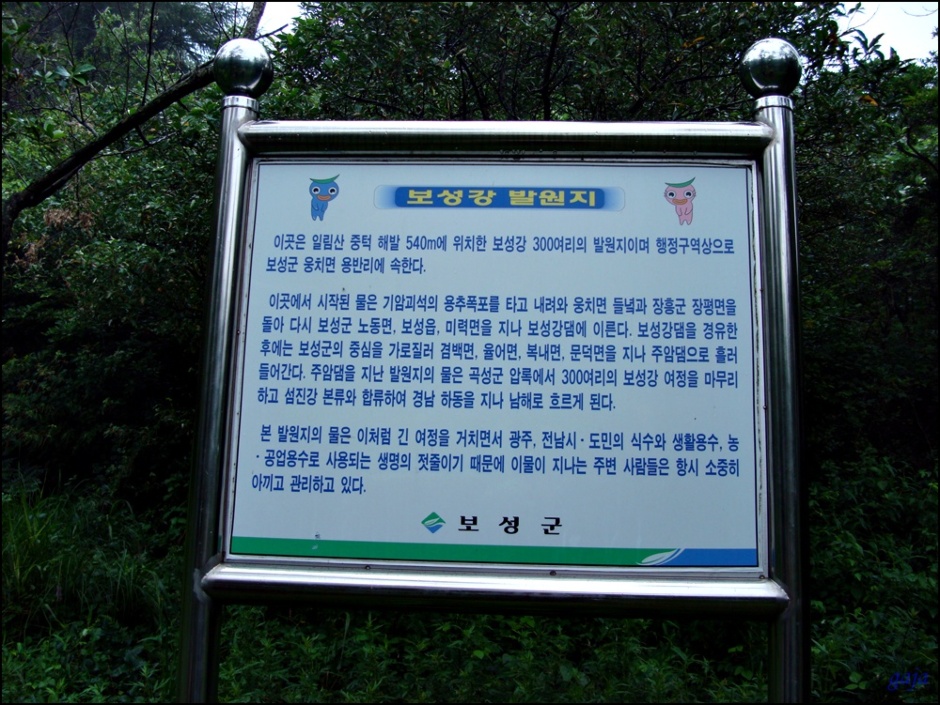 보성강 발원지
이곳은 일림산 중턱 해발 540m에 위치한 보성강 300여리의 발원지이며 행정구역상으로
보성군 웅치면 용반리에 속한다.
이곳에서 시작된 물은 기암괴석의 용추폭포를 타고 내려와 웅치면 들녘과 장흥군 장평면을
돌아 다시 보성군 노동면, 보성읍, 미력면을 지나 보성강댐에 이른다. 보성강댐을 경유한
후에는 보성군의 중심을 가로질러 겸백면, 율어면, 복내면, 문덕면을 지나 주암댐으로 흘러
들어간다. 주암댐을 지난 발원지의 물은 곡성군 압록에서 300여리의 보성강 여정을 마무리
하고 섬진강 본류와 합류하여 경남 하동을 지나 남해로 흐르게 된다.
본 발원지의 물은 이처럼 긴 여정을 거치면서 광주, 전남시·도민의 식수와 생활용수, 농
·공업용수로 사용되는 생명의 젓줄이기 때문에 이물이 지나는 주변 사람들은 항시 소중히
아끼고 관리하고 있다.
보성군